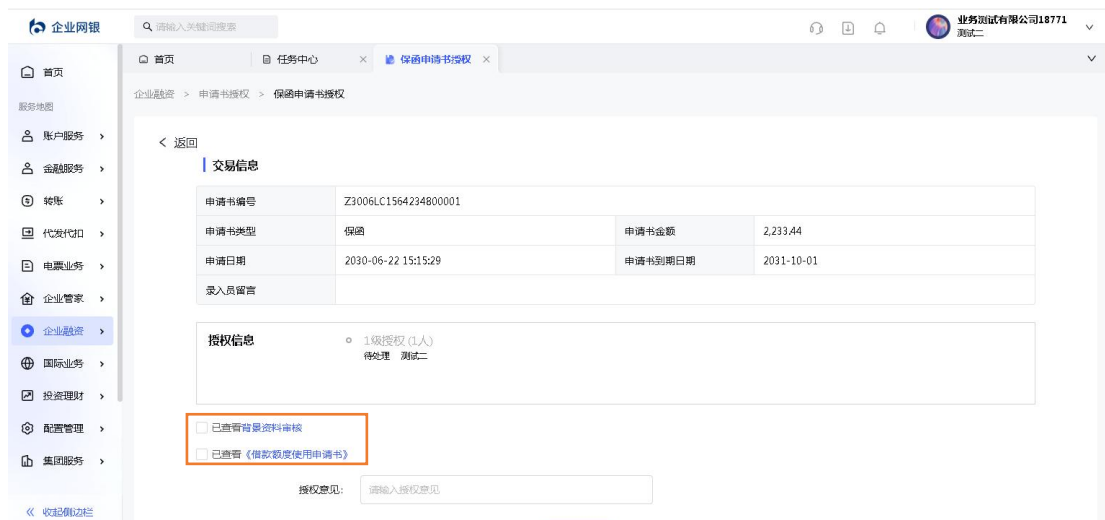 企业网银
请输入关键词搜索
业务测试有限公司18771
测试二
首页
任务中心
保函申请书授权
首页
企业融资 > 申请书授权 > 保函申请书授权
服务地图
账户服务
金融服务
转账
代发代扣
电票业务
企业管家
企业融资
国际业务
投资理财
配置管理
集团服务
收起侧边栏
返回
交易信息
申请书编号 Z3006LC1564234800001
申请书类型 保函 申请书金额 2,233.44
申请日期 2030-06-22 15:15:29 申请书到期日期 2031-10-01
录入员留言
授权信息 1级授权 (1人)
待处理 测试二
已查看背景资料审核
已查看《借款额度使用申请书》
授权意见: 请输入授权意见